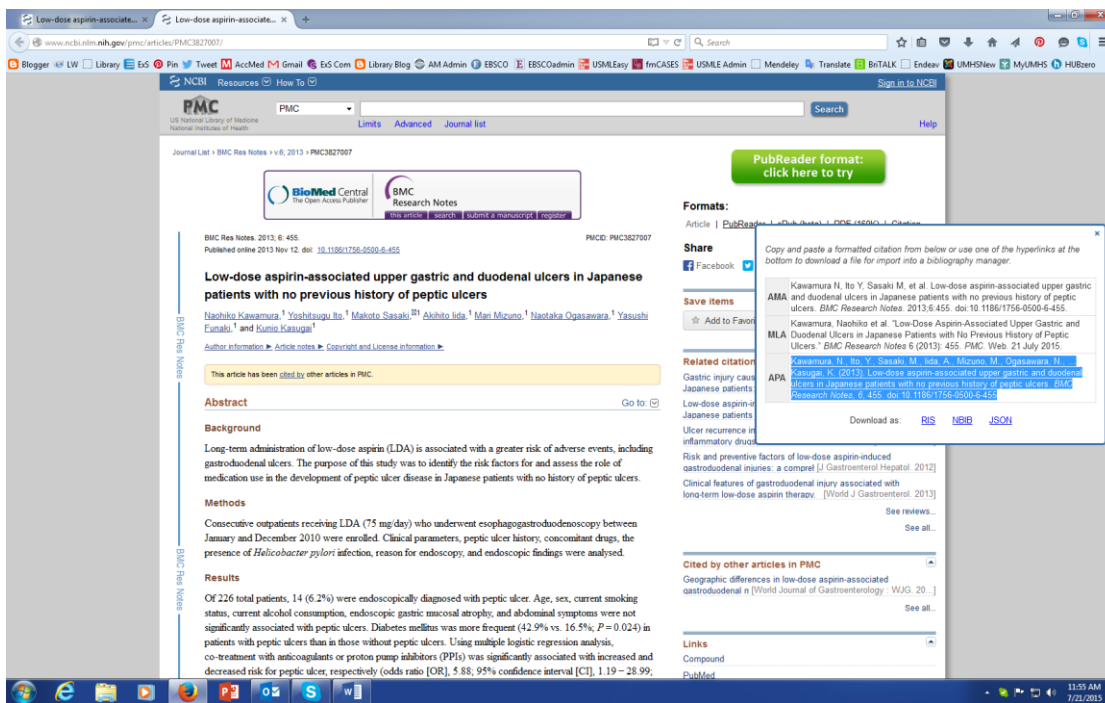 Low-dose aspirin-associate... ×
Low-dose aspirin-associate... ×
+
www.ncbi.nlm.nih.gov/pmc/articles/PMC3827007/
Search
Blogger LW Library ExS Pin Tweet AccMed Gmail ExS Com Library Blog AM Admin EBSCO EBSCOadmin USMLEasy fmCASES USMLE Admin Mendeley Translate BriTALK Endeav UMHSNew MyUMHS HUBzero
NCBI Resources How To
Sign in to NCBI
PMC
US National Library of Medicine
National Institutes of Health
PMC
Search
Limits Advanced Journal list
Help
Journal List > BMC Res Notes > v.6; 2013 > PMC3827007
BioMed Central
The Open Access Publisher
BMC
Research Notes
this article | search | submit a manuscript | register
BMC Res Notes. 2013; 6: 455.
PMCID: PMC3827007
Published online 2013 Nov 12. doi: 10.1186/1756-0500-6-455
Low-dose aspirin-associated upper gastric and duodenal ulcers in Japanese
patients with no previous history of peptic ulcers
Naohiko Kawamura,1 Yoshitsugu Ito,1 Makoto Sasaki,✉1 Akihito Iida,1 Mari Mizuno,1 Naotaka Ogasawara,1 Yasushi
Funaki,1 and Kunio Kasugai1
Author information ► Article notes ► Copyright and License information ►
This article has been cited by other articles in PMC.
Abstract
Go to:
Background
Long-term administration of low-dose aspirin (LDA) is associated with a greater risk of adverse events, including
gastroduodenal ulcers. The purpose of this study was to identify the risk factors for and assess the role of
medication use in the development of peptic ulcer disease in Japanese patients with no history of peptic ulcers.
Methods
Consecutive outpatients receiving LDA (75 mg/day) who underwent esophagogastroduodenoscopy between
January and December 2010 were enrolled. Clinical parameters, peptic ulcer history, concomitant drugs, the
presence of Helicobacter pylori infection, reason for endoscopy, and endoscopic findings were analysed.
Results
Of 226 total patients, 14 (6.2%) were endoscopically diagnosed with peptic ulcer. Age, sex, current smoking
status, current alcohol consumption, endoscopic gastric mucosal atrophy, and abdominal symptoms were not
significantly associated with peptic ulcers. Diabetes mellitus was more frequent (42.9% vs. 16.5%; P = 0.024) in
patients with peptic ulcers than in those without peptic ulcers. Using multiple logistic regression analysis,
co-treatment with anticoagulants or proton pump inhibitors (PPIs) was significantly associated with increased and
decreased risk for peptic ulcer, respectively (odds ratio [OR], 5.88; 95% confidence interval [CI], 1.19 − 28.99;
BMC Res Notes
BMC Res Notes
PubReader format:
click here to try
Formats:
Article | PubReader | ePub (beta) | PDF (159K) | Citation
Share
Facebook
Save items
Add to Favori
Related citation
Gastric injury caus
Japanese patients
Low-dose aspirin-in
Japanese patients
Ulcer recurrence in
inflammatory drugs
Risk and preventive factors of low-dose aspirin-induced
gastroduodenal injuries: a comprel [J Gastroenterol Hepatol. 2012]
Clinical features of gastroduodenal injury associated with
long-term low-dose aspirin therapy. [World J Gastroenterol. 2013]
See reviews...
See all...
Cited by other articles in PMC
Geographic differences in low-dose aspirin-associated
gastroduodenal n [World Journal of Gastroenterology : WJG. 20...]
See all...
Links
Compound
PubMed
×
Copy and paste a formatted citation from below or use one of the hyperlinks at the
bottom to download a file for import into a bibliography manager.
AMA
Kawamura N, Ito Y, Sasaki M, et al. Low-dose aspirin-associated upper gastric
and duodenal ulcers in Japanese patients with no previous history of peptic
ulcers. BMC Research Notes. 2013;6:455. doi:10.1186/1756-0500-6-455.
MLA
Kawamura, Naohiko et al. "Low-Dose Aspirin-Associated Upper Gastric and
Duodenal Ulcers in Japanese Patients with No Previous History of Peptic
Ulcers." BMC Research Notes 6 (2013): 455. PMC. Web. 21 July 2015.
APA
Kawamura, N., Ito, Y., Sasaki, M., Iida, A., Mizuno, M., Ogasawara, N., …
Kasugai, K. (2013). Low-dose aspirin-associated upper gastric and duodenal
ulcers in Japanese patients with no previous history of peptic ulcers. BMC
Research Notes, 6, 455. doi:10.1186/1756-0500-6-455
Download as: RIS NBIB JSON
11:55 AM
7/21/2015